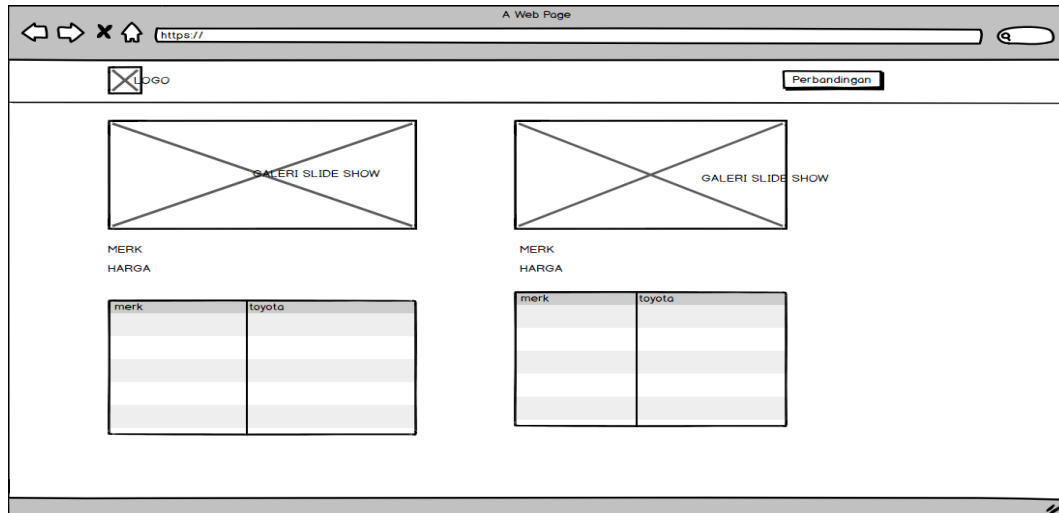 A Web Page
https://
LOGO
Perbandingan
GALERI SLIDE SHOW
GALERI SLIDE SHOW
MERK
HARGA
MERK
HARGA
merk toyota
merk toyota